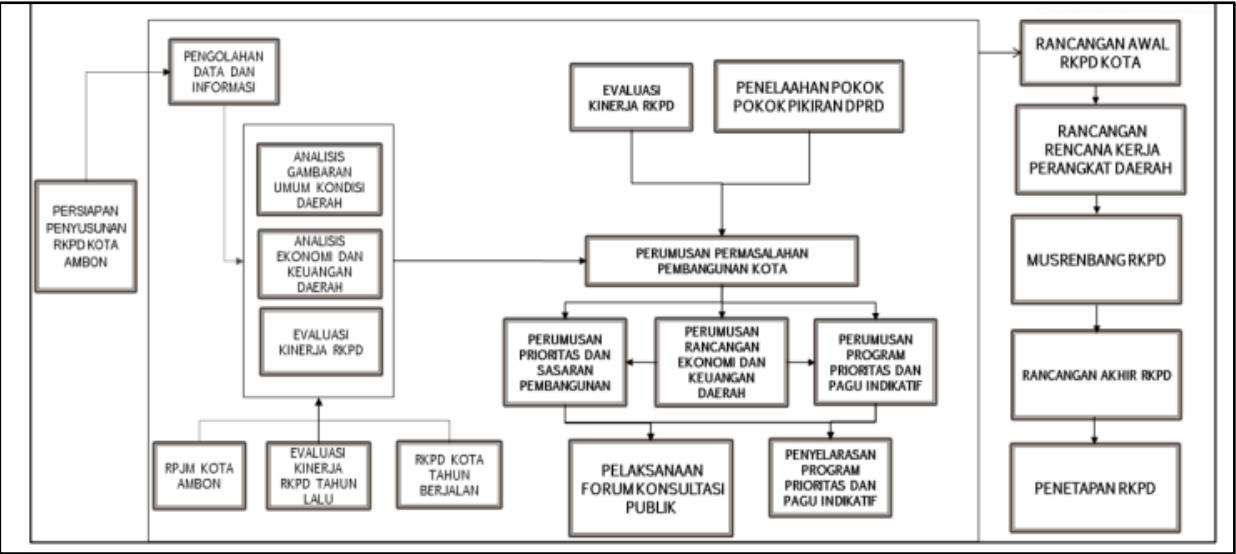 PERSIAPAN
PENYUSUNAN
RKPD KOTA
AMBON
PENGOLAHAN
DATA DAN
INFORMASI
ANALISIS
GAMBARAN
UMUM KONDISI
DAERAH
ANALISIS
EKONOMI DAN
KEUANGAN
DAERAH
EVALUASI
KINERJA RKPD
RPJM KOTA
AMBON
EVALUASI
KINERJA
RKPD TAHUN
LALU
RKPD KOTA
TAHUN
BERJALAN
EVALUASI
KINERJA RKPD
PENELAAHAN POKOK
POKOK PIKIRAN DPRD
PERUMUSAN PERMASALAHAN
PEMBANGUNAN KOTA
PERUMUSAN
PRIORITAS DAN
SASARAN
PEMBANGUNAN
PERUMUSAN
RANCANGAN
EKONOMI DAN
KEUANGAN
DAERAH
PERUMUSAN
PROGRAM
PRIORITAS DAN
PAGU INDIKATIF
PELAKSANAAN
FORUM KONSULTASI
PUBLIK
PENYELARASAN
PROGRAM
PRIORITAS DAN
PAGU INDIKATIF
RANCANGAN AWAL
RKPD KOTA
RANCANGAN
RENCANA KERJA
PERANGKAT DAERAH
MUSRENBANG RKPD
RANCANGAN AKHIR RKPD
PENETAPAN RKPD